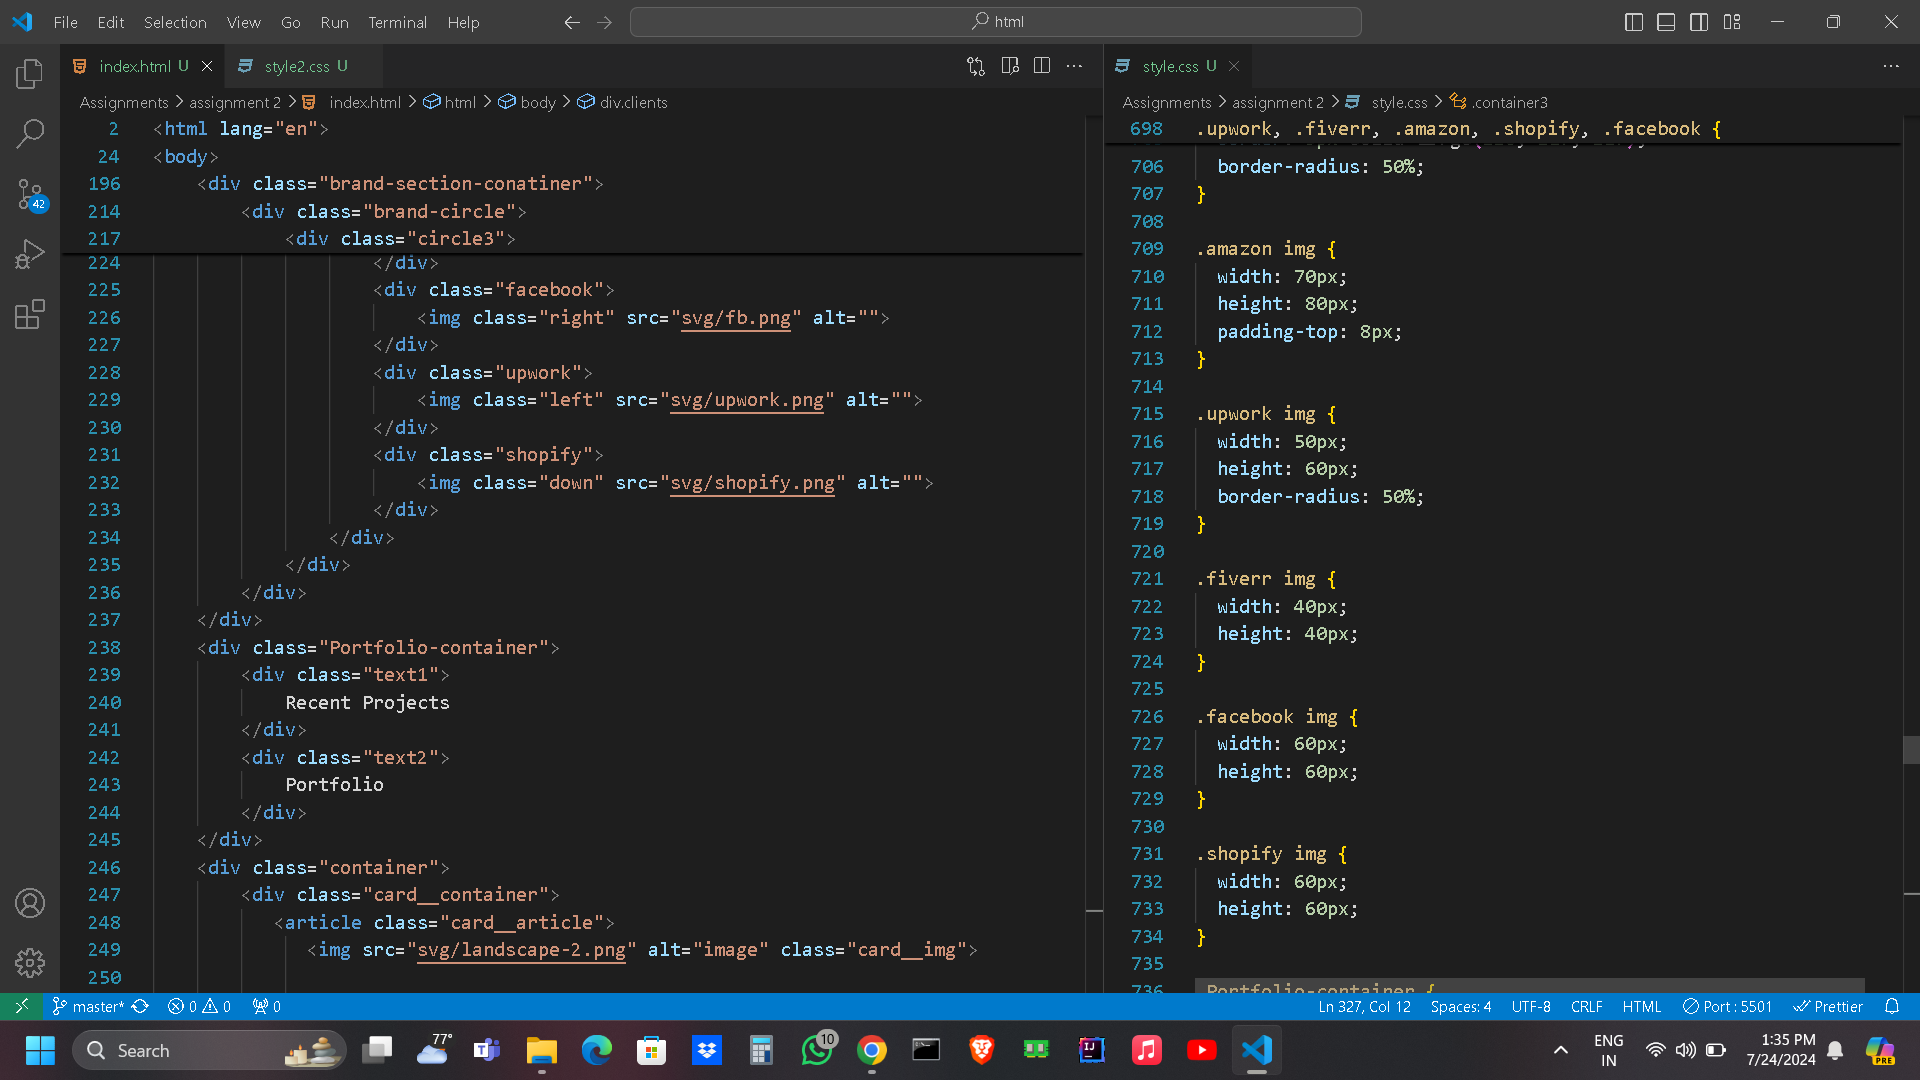 File Edit Selection View Go Run Terminal Help
html
index.html U
style2.css U
Assignments > assignment 2 > index.html > html > body > div.clients
2 <html lang="en">
24 <body>
196 <div class="brand-section-conatiner">
214 <div class="brand-circle">
217 <div class="circle3">
224 </div>
225 <div class="facebook">
226 <img class="right" src="svg/fb.png" alt="">
227 </div>
228 <div class="upwork">
229 <img class="left" src="svg/upwork.png" alt="">
230 </div>
231 <div class="shopify">
232 <img class="down" src="svg/shopify.png" alt="">
233 </div>
234 </div>
235 </div>
236 </div>
237 </div>
238 <div class="Portfolio-container">
239 <div class="text1">
240 Recent Projects
241 </div>
242 <div class="text2">
243 Portfolio
244 </div>
245 </div>
246 <div class="container">
247 <div class="card__container">
248 <article class="card__article">
249 <img src="svg/landscape-2.png" alt="image" class="card__img">
250
style.css U
Assignments > assignment 2 > style.css > .container3
698 .upwork, .fiverr, .amazon, .shopify, .facebook {
706 border-radius: 50%;
707 }
708
709 .amazon img {
710 width: 70px;
711 height: 80px;
712 padding-top: 8px;
713 }
714
715 .upwork img {
716 width: 50px;
717 height: 60px;
718 border-radius: 50%;
719 }
720
721 .fiverr img {
722 width: 40px;
723 height: 40px;
724 }
725
726 .facebook img {
727 width: 60px;
728 height: 60px;
729 }
730
731 .shopify img {
732 width: 60px;
733 height: 60px;
734 }
735
736 .Portfolio-container {
42
master* 0 0 0
Ln 327, Col 12 Spaces: 4 UTF-8 CRLF HTML Port : 5501 Prettier
Search
77°
10
IJ
ENG
IN
1:35 PM
7/24/2024
PRE